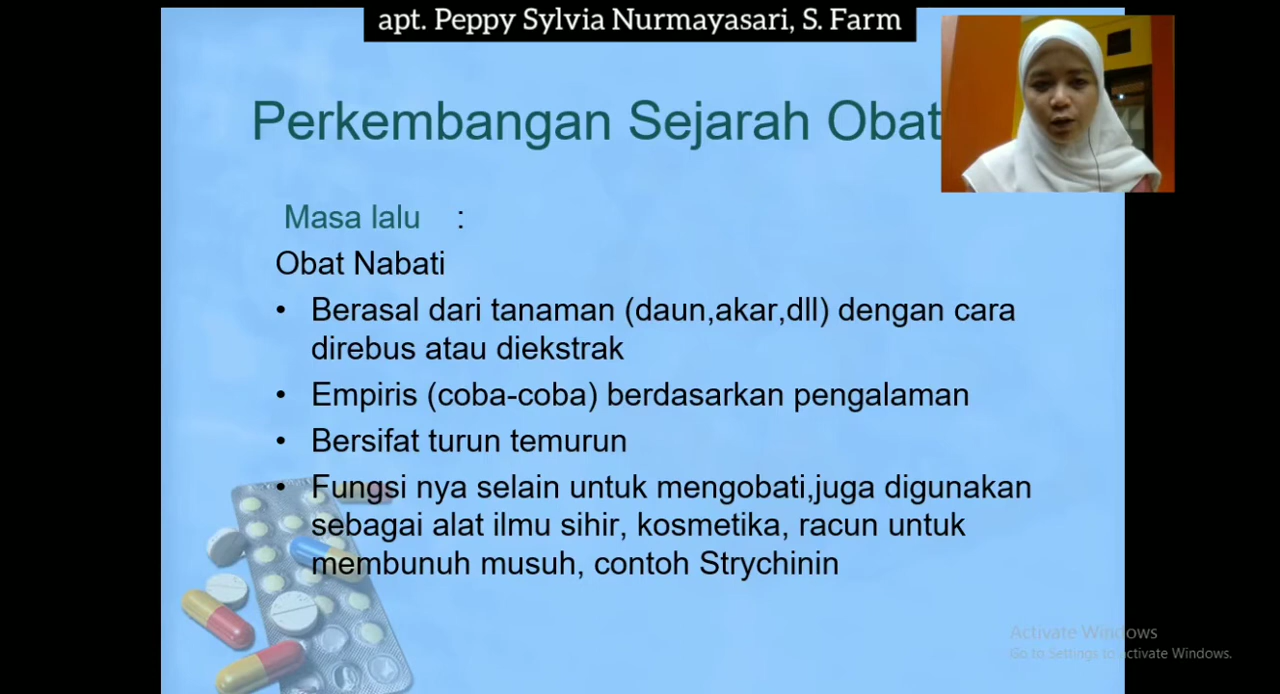 apt. Peppy Sylvia Nurmayasari, S. Farm
Perkembangan Sejarah Obat
Masa lalu :
Obat Nabati
• Berasal dari tanaman (daun,akar,dll) dengan cara
direbus atau diekstrak
• Empiris (coba-coba) berdasarkan pengalaman
• Bersifat turun temurun
• Fungsi nya selain untuk mengobati,juga digunakan
sebagai alat ilmu sihir, kosmetika, racun untuk
membunuh musuh, contoh Strychinin
Activate Windows
Go to Settings to activate Windows.